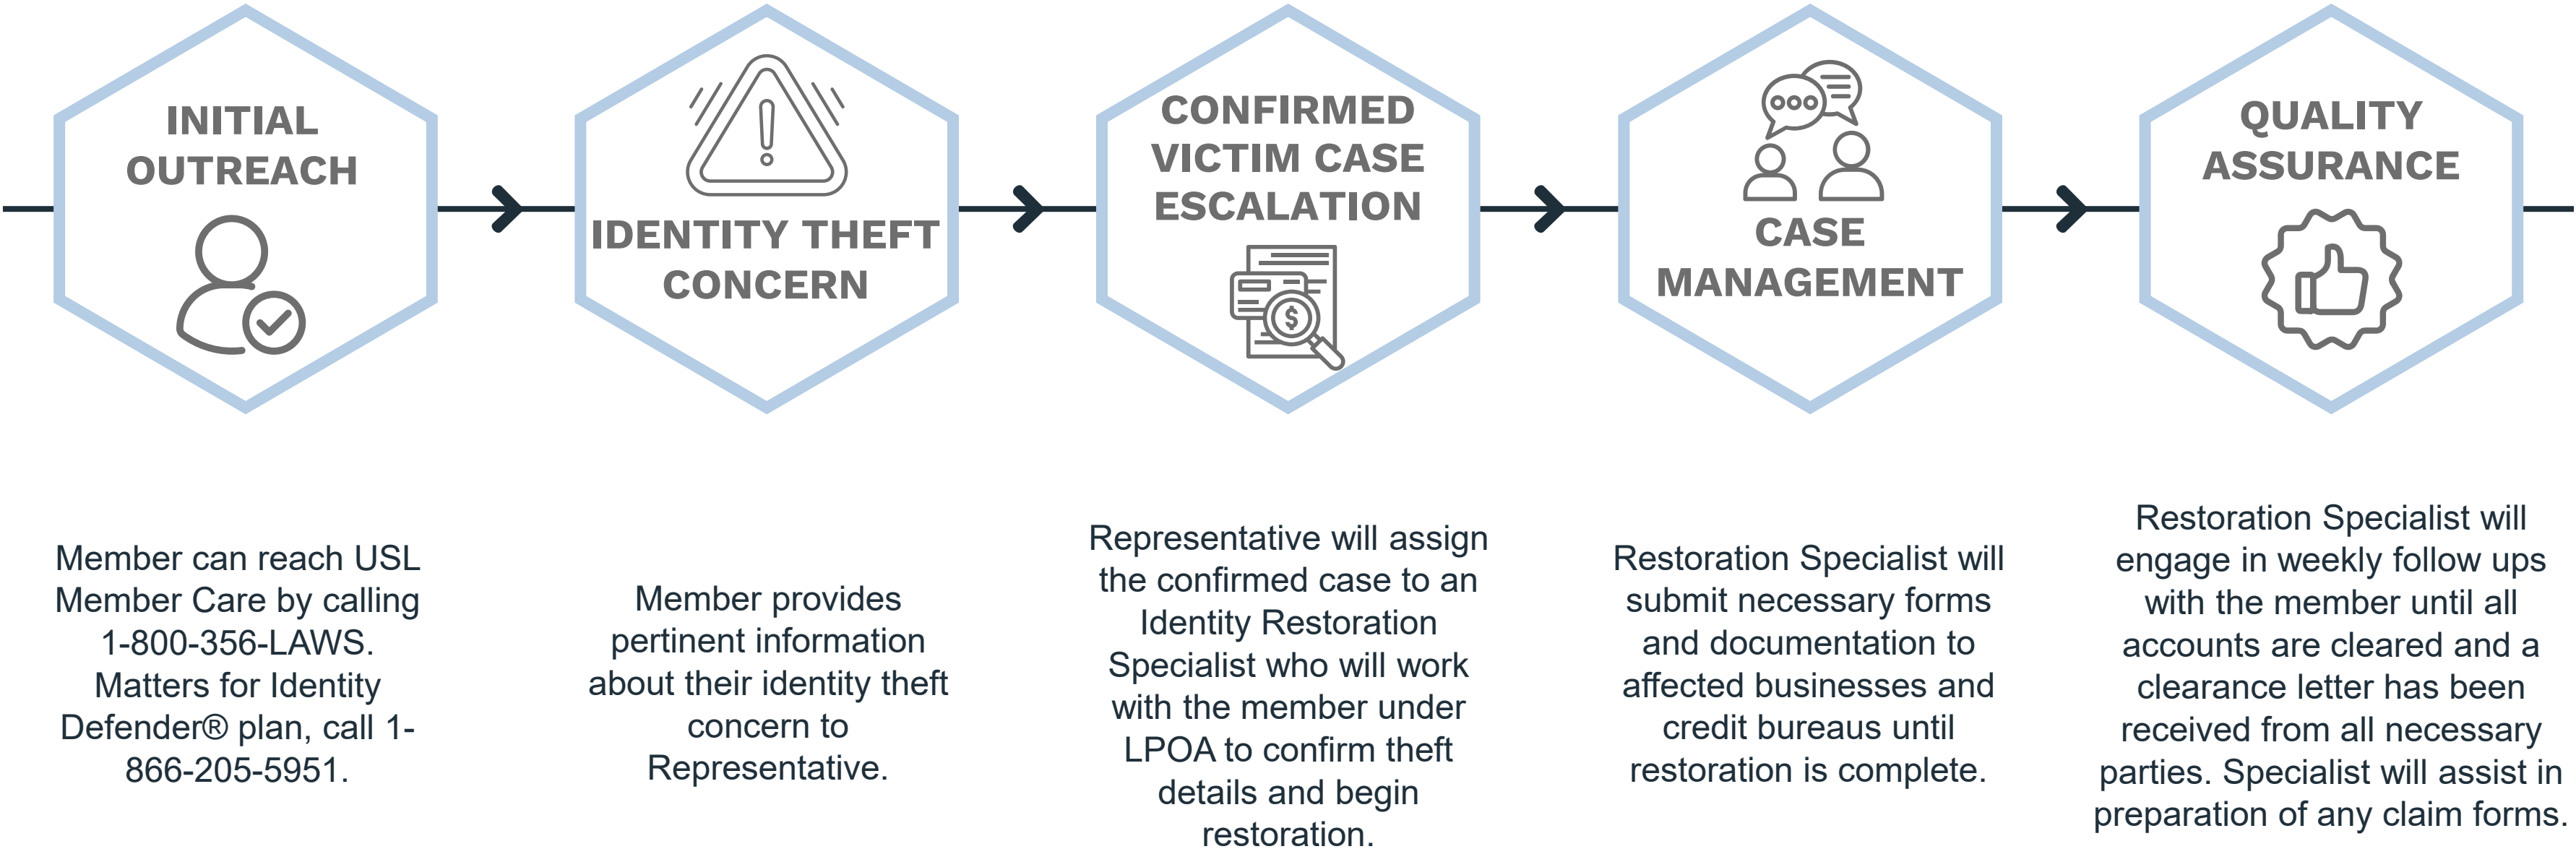 INITIAL
OUTREACH
IDENTITY THEFT
CONCERN
CONFIRMED
VICTIM CASE
ESCALATION
$
CASE
MANAGEMENT
QUALITY
ASSURANCE
Member can reach USL
Member Care by calling
1-800-356-LAWS.
Matters for Identity
Defender® plan, call 1-
866-205-5951.
Member provides
pertinent information
about their identity theft
concern to
Representative.
Representative will assign
the confirmed case to an
Identity Restoration
Specialist who will work
with the member under
LPOA to confirm theft
details and begin
restoration.
Restoration Specialist will
submit necessary forms
and documentation to
affected businesses and
credit bureaus until
restoration is complete.
Restoration Specialist will
engage in weekly follow ups
with the member until all
accounts are cleared and a
clearance letter has been
received from all necessary
parties. Specialist will assist in
preparation of any claim forms.